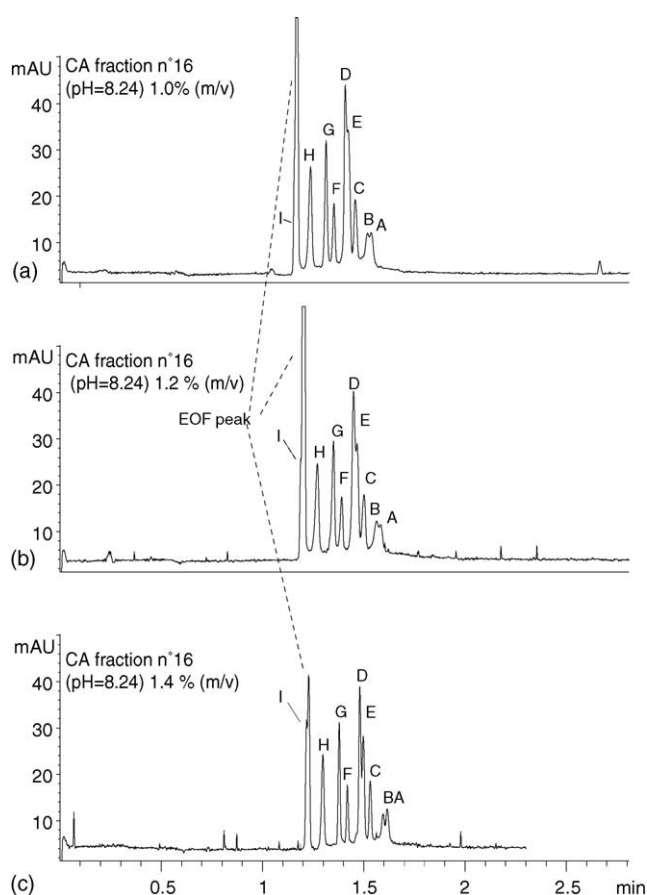 mAU
CA fraction n°16
(pH=8.24) 1.0% (m/v)
D
E
G
H
F
C
I
B A
40
30
20
10
(a)
mAU
CA fraction n°16
(pH=8.24) 1.2 % (m/v)
EOF peak
D
E
G
I
H
F
C
B
A
40
30
20
10
(b)
mAU
CA fraction n°16
(pH=8.24) 1.4 % (m/v)
D
I
G
E
H
F
C
BA
40
30
20
10
(c)
0.5 1 1.5 2 2.5 min